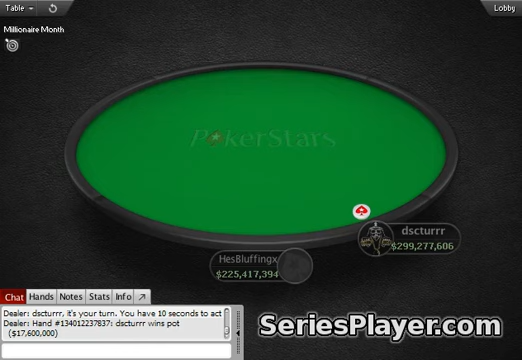 Table
Lobby
Millionaire Month
PokerStars
dscturrr
$299,277,606
HesBluffingx
$225,417,394
Chat Hands Notes Stats Info
Dealer: dscturrr, it's your turn. You have 10 seconds to act
Dealer: Hand #134012237837: dscturrr wins pot
($17,600,000)
SeriesPlayer.com